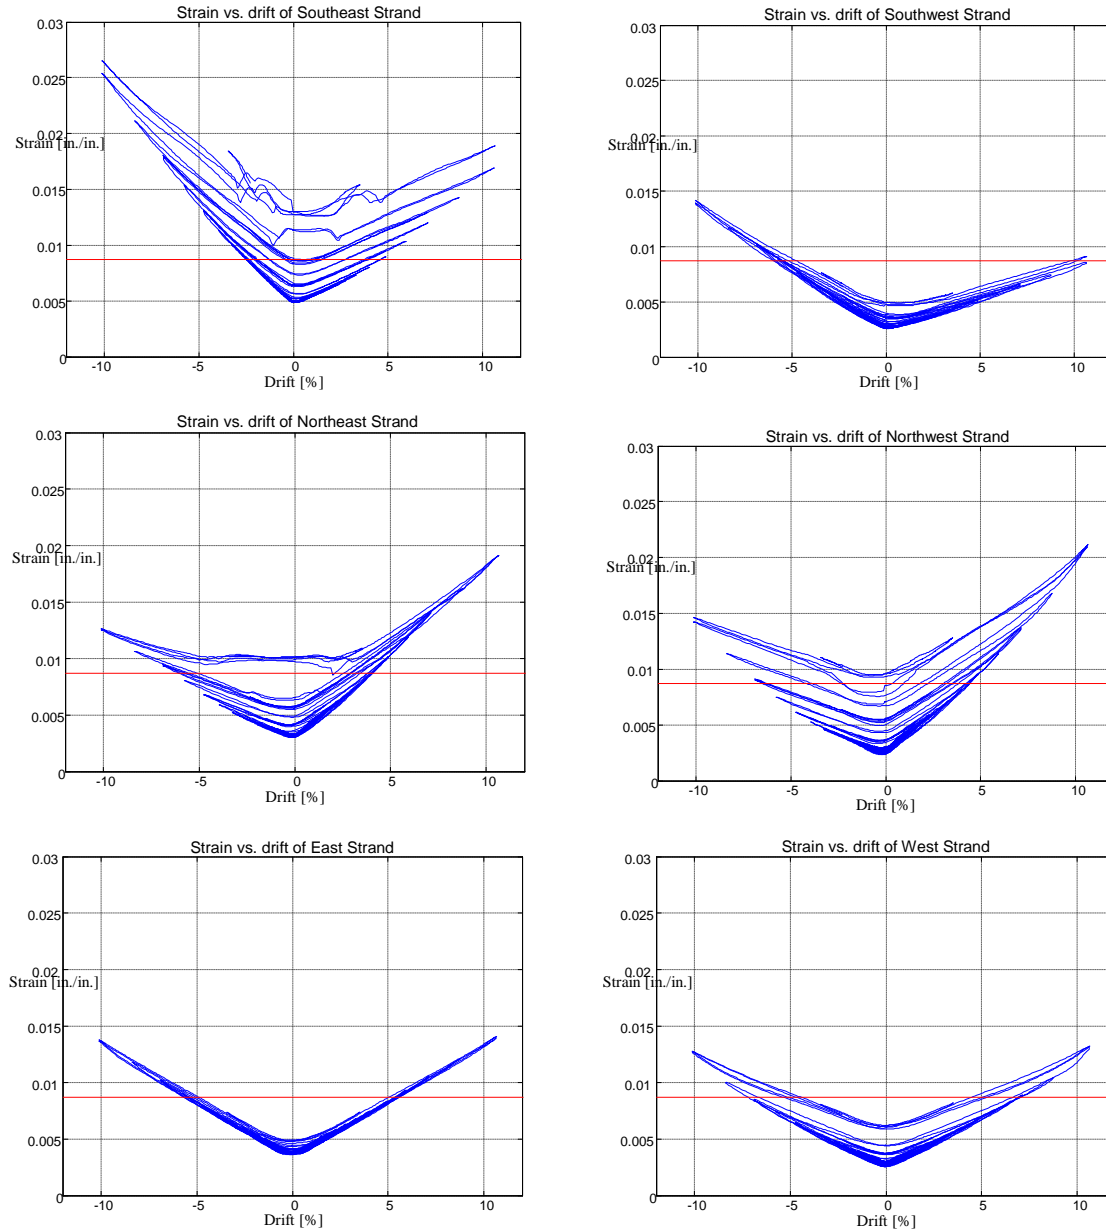 Strain vs. drift of Southeast Strand
0.03
0.025
0.02
Strain [in./in.]
0.015
0.01
0.005
0
-10 -5 0 5 10
Drift [%]
Strain vs. drift of Southwest Strand
0.03
0.025
0.02
Strain [in./in.]
0.015
0.01
0.005
0
-10 -5 0 5 10
Drift [%]
Strain vs. drift of Northeast Strand
0.03
0.025
0.02
Strain [in./in.]
0.015
0.01
0.005
0
-10 -5 0 5 10
Drift [%]
Strain vs. drift of Northwest Strand
0.03
0.025
0.02
Strain [in./in.]
0.015
0.01
0.005
0
-10 -5 0 5 10
Drift [%]
Strain vs. drift of East Strand
0.03
0.025
0.02
Strain [in./in.]
0.015
0.01
0.005
0
-10 -5 0 5 10
Drift [%]
Strain vs. drift of West Strand
0.03
0.025
0.02
Strain [in./in.]
0.015
0.01
0.005
0
-10 -5 0 5 10
Drift [%]